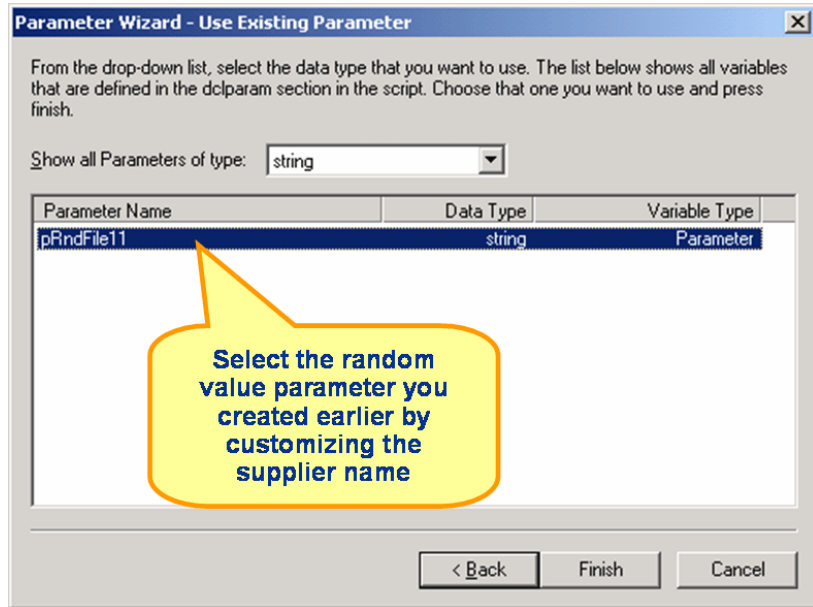 Parameter Wizard - Use Existing Parameter
From the drop-down list, select the data type that you want to use. The list below shows all variables
that are defined in the dclparam section in the script. Choose that one you want to use and press
finish.
Show all Parameters of type: string
Parameter Name Data Type Variable Type
pRndFile11 string Parameter
Select the random
value parameter you
created earlier by
customizing the
supplier name
< Back Finish Cancel